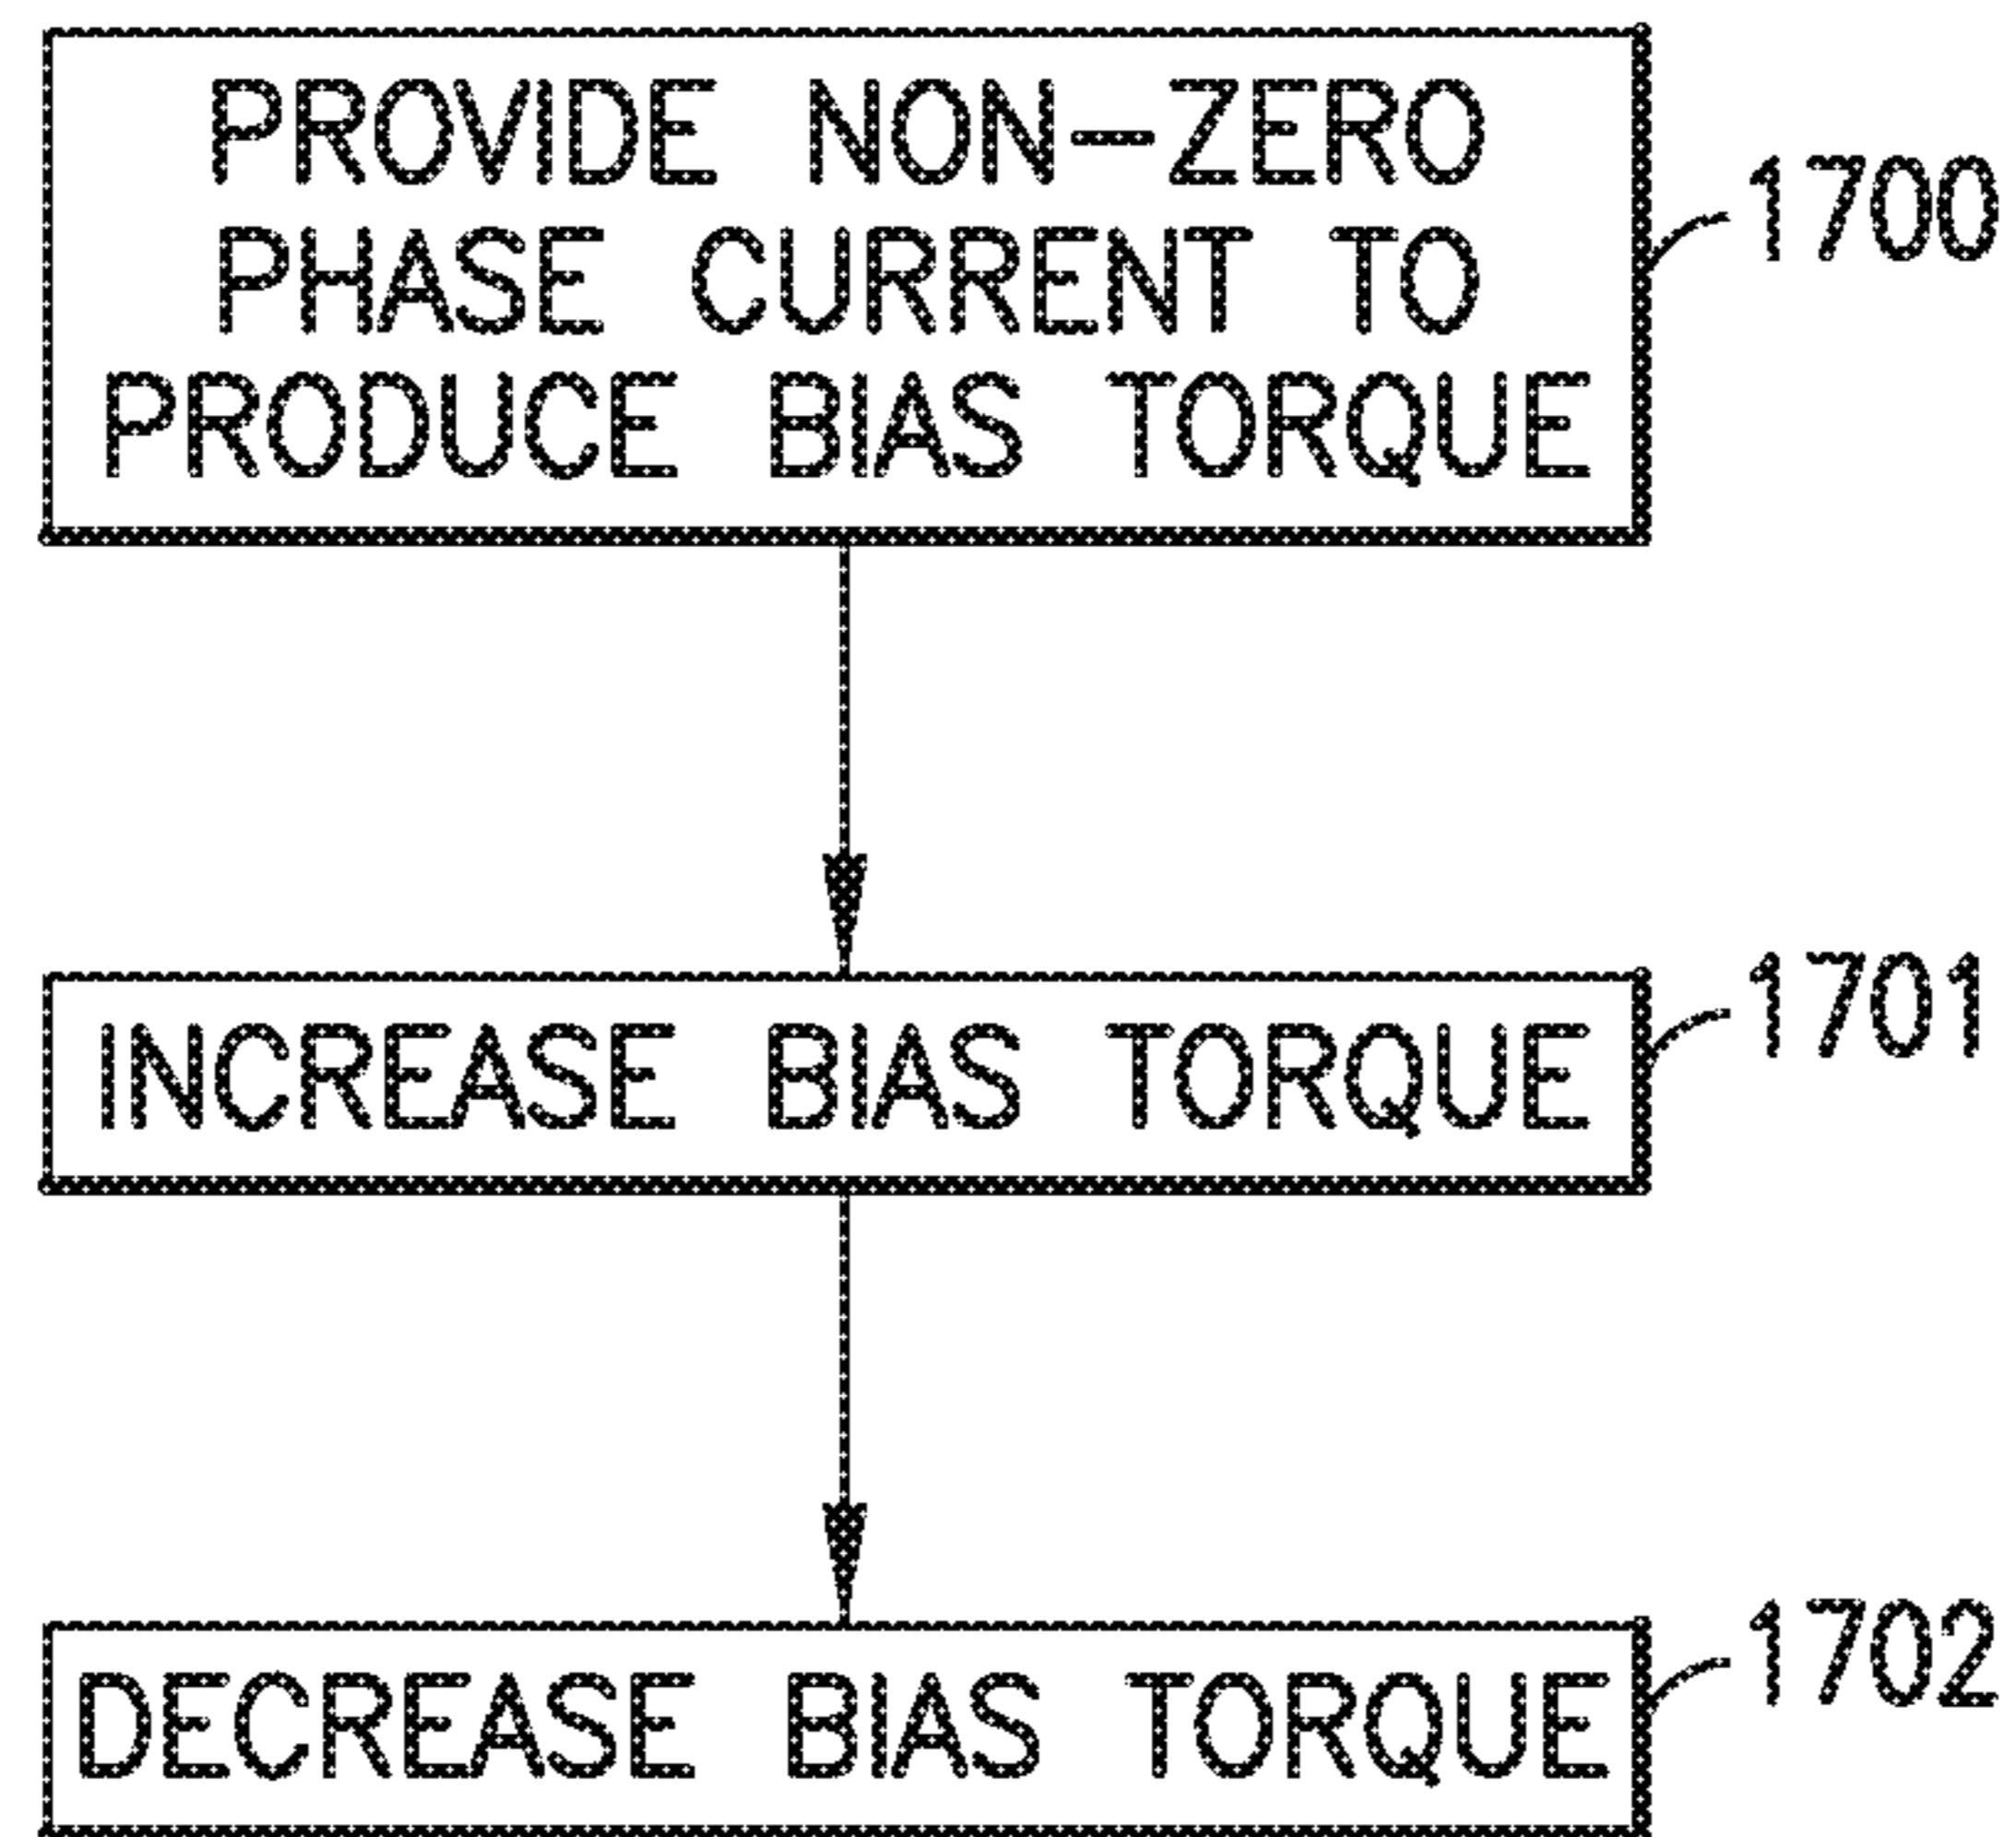 PROVIDE NON-ZERO
PHASE CURRENT TO
PRODUCE BIAS TORQUE
1700
INCREASE BIAS TORQUE
1701
DECREASE BIAS TORQUE
1702